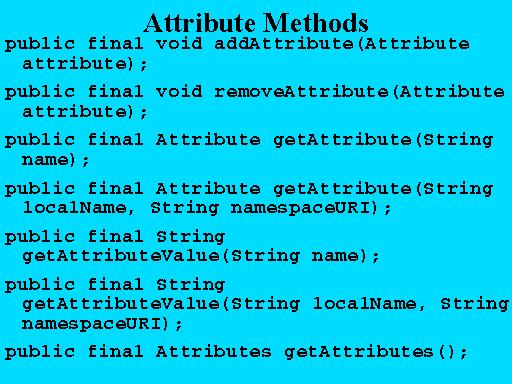 Attribute Methods
public final void addAttribute(Attribute
attribute);
public final void removeAttribute(Attribute
attribute);
public final Attribute getAttribute(String
name);
public final Attribute getAttribute(String
localName, String namespaceURI);
public final String
getAttributeValue(String name);
public final String
getAttributeValue(String localName, String
namespaceURI);
public final Attributes getAttributes();